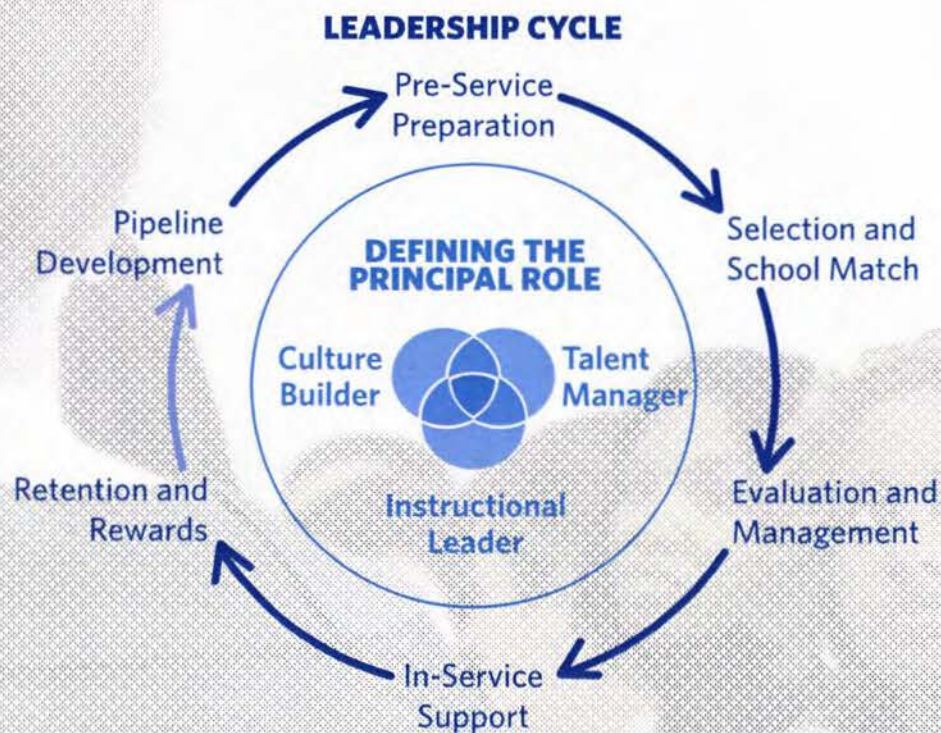 LEADERSHIP CYCLE
Pre-Service
Preparation
Selection and
School Match
Evaluation and
Management
In-Service
Support
Retention and
Rewards
Pipeline
Development
DEFINING THE
PRINCIPAL ROLE
Culture
Builder
Talent
Manager
Instructional
Leader